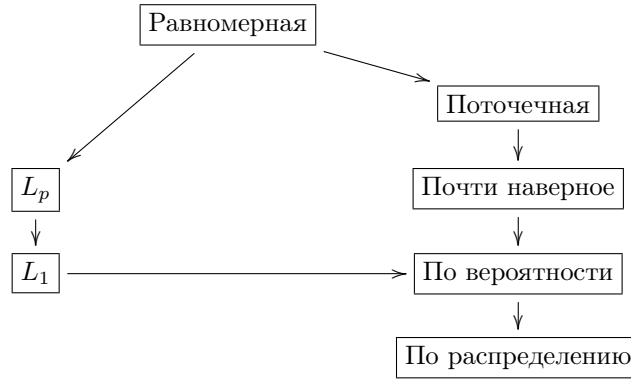 Равномерная
Поточечная
L_p
Почти наверное
L_1
По вероятности
По распределению